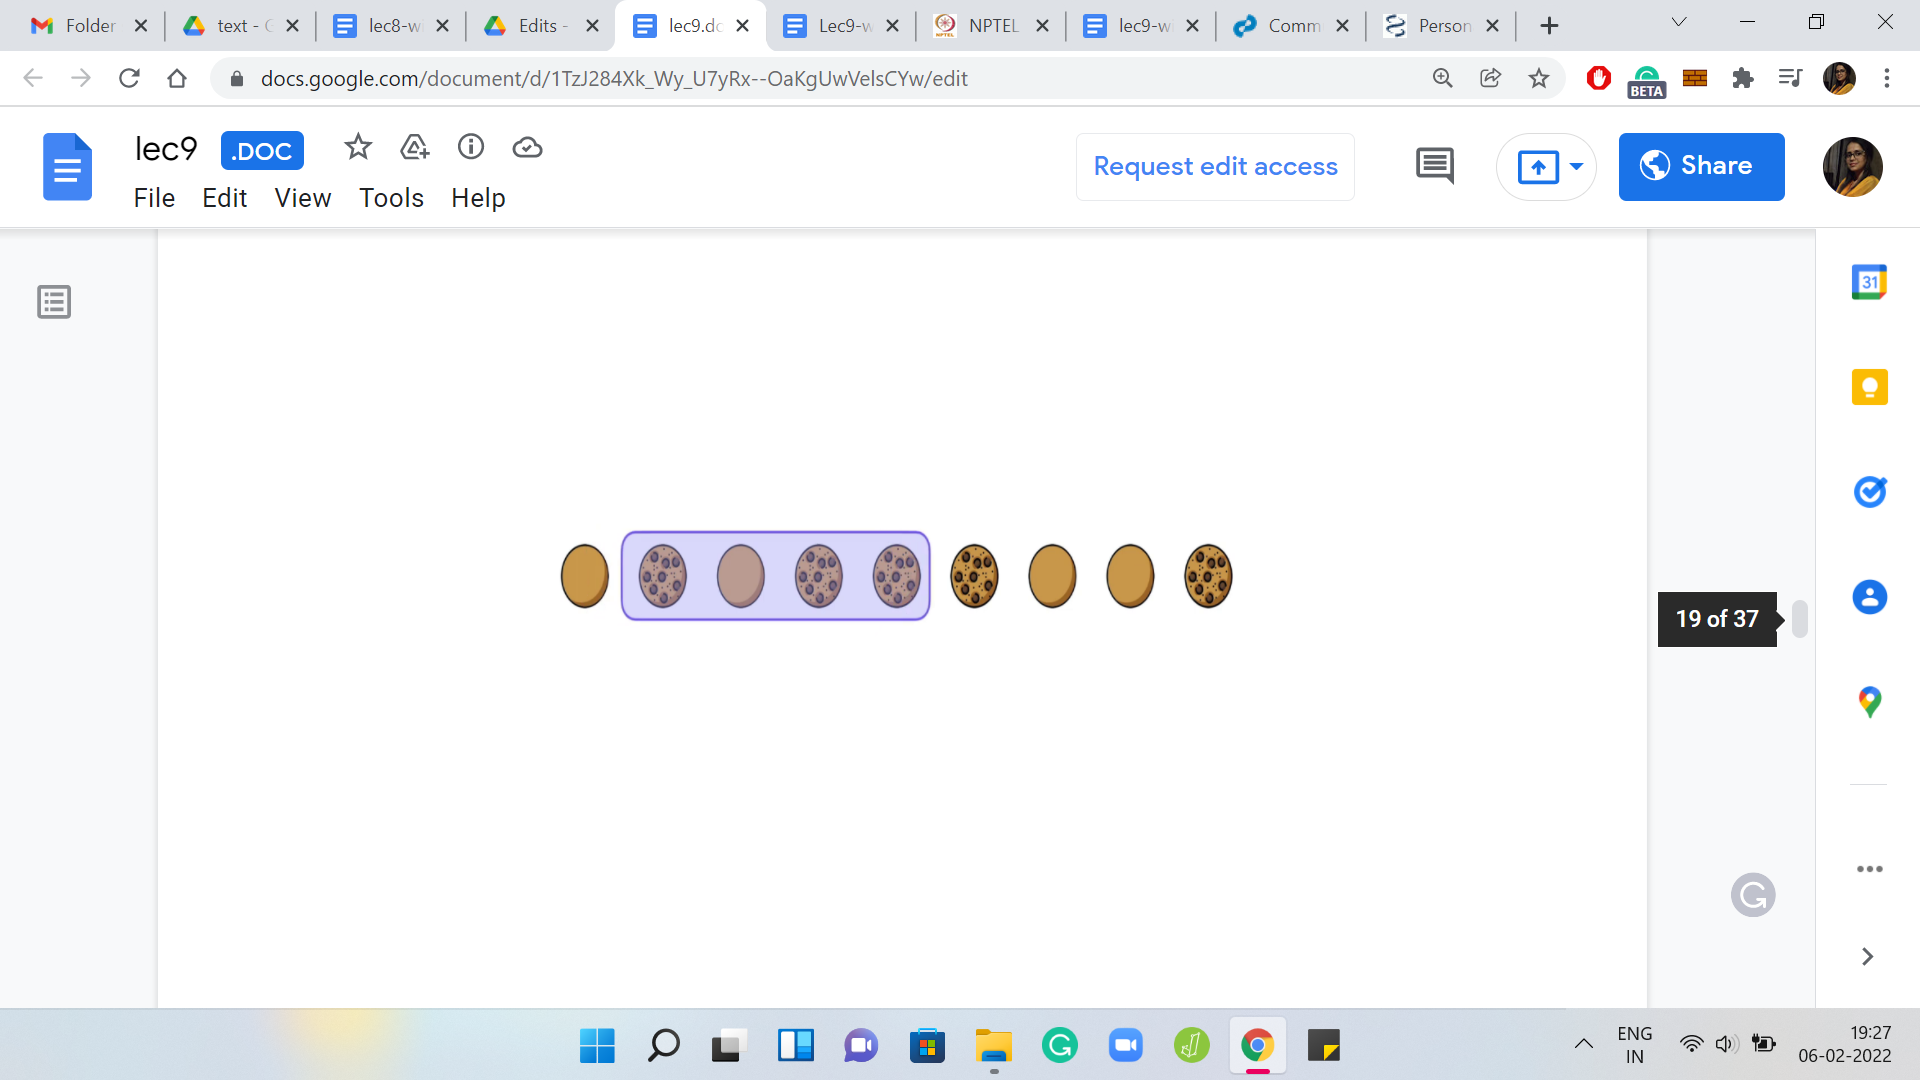 Folder
text - G
lec8-w
Edits -
lec9.dc
Lec9-w
NPTEL
lec9-w
Comm
Person
docs.google.com/document/d/1TzJ284Xk_Wy_U7yRx--OaKgUwVelsCYw/edit
BETA
lec9
.DOC
File Edit View Tools Help
Request edit access
Share
31
19 of 37
ENG
IN
19:27
06-02-2022